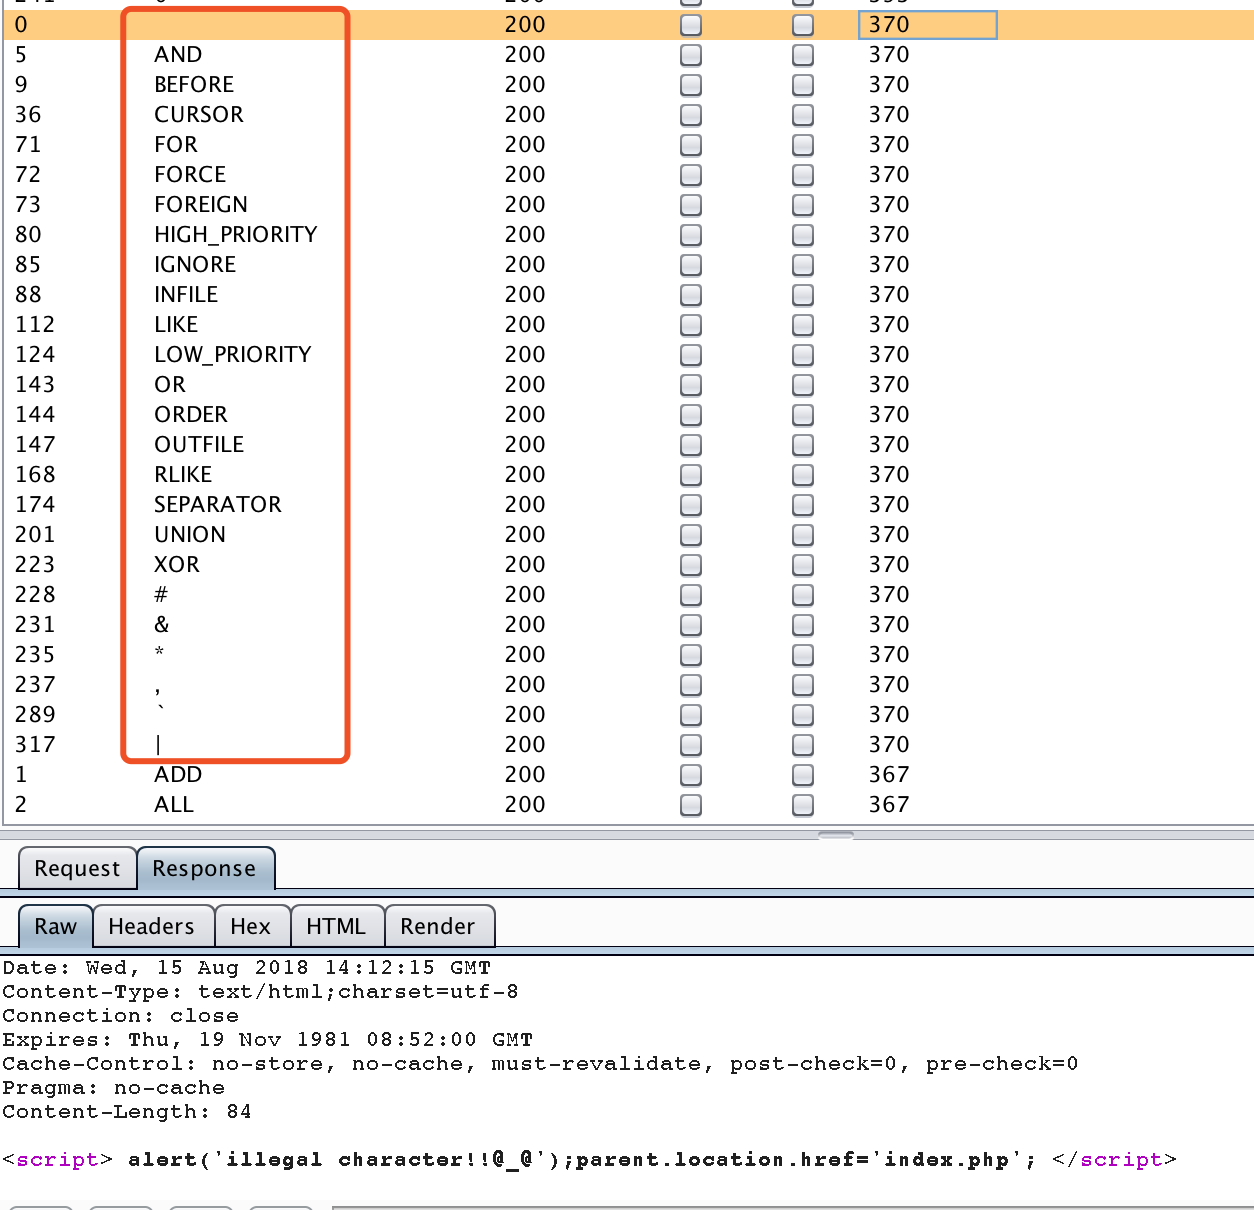 0 200 370
5 AND 200 370
9 BEFORE 200 370
36 CURSOR 200 370
71 FOR 200 370
72 FORCE 200 370
73 FOREIGN 200 370
80 HIGH_PRIORITY 200 370
85 IGNORE 200 370
88 INFILE 200 370
112 LIKE 200 370
124 LOW_PRIORITY 200 370
143 OR 200 370
144 ORDER 200 370
147 OUTFILE 200 370
168 RLIKE 200 370
174 SEPARATOR 200 370
201 UNION 200 370
223 XOR 200 370
228 # 200 370
231 & 200 370
235 * 200 370
237 , 200 370
289 ` 200 370
317 | 200 370
1 ADD 200 367
2 ALL 200 367
Request Response
Raw Headers Hex HTML Render
Date: Wed, 15 Aug 2018 14:12:15 GMT
Content-Type: text/html;charset=utf-8
Connection: close
Expires: Thu, 19 Nov 1981 08:52:00 GMT
Cache-Control: no-store, no-cache, must-revalidate, post-check=0, pre-check=0
Pragma: no-cache
Content-Length: 84
<script> alert('illegal character!!@_@');parent.location.href='index.php'; </script>